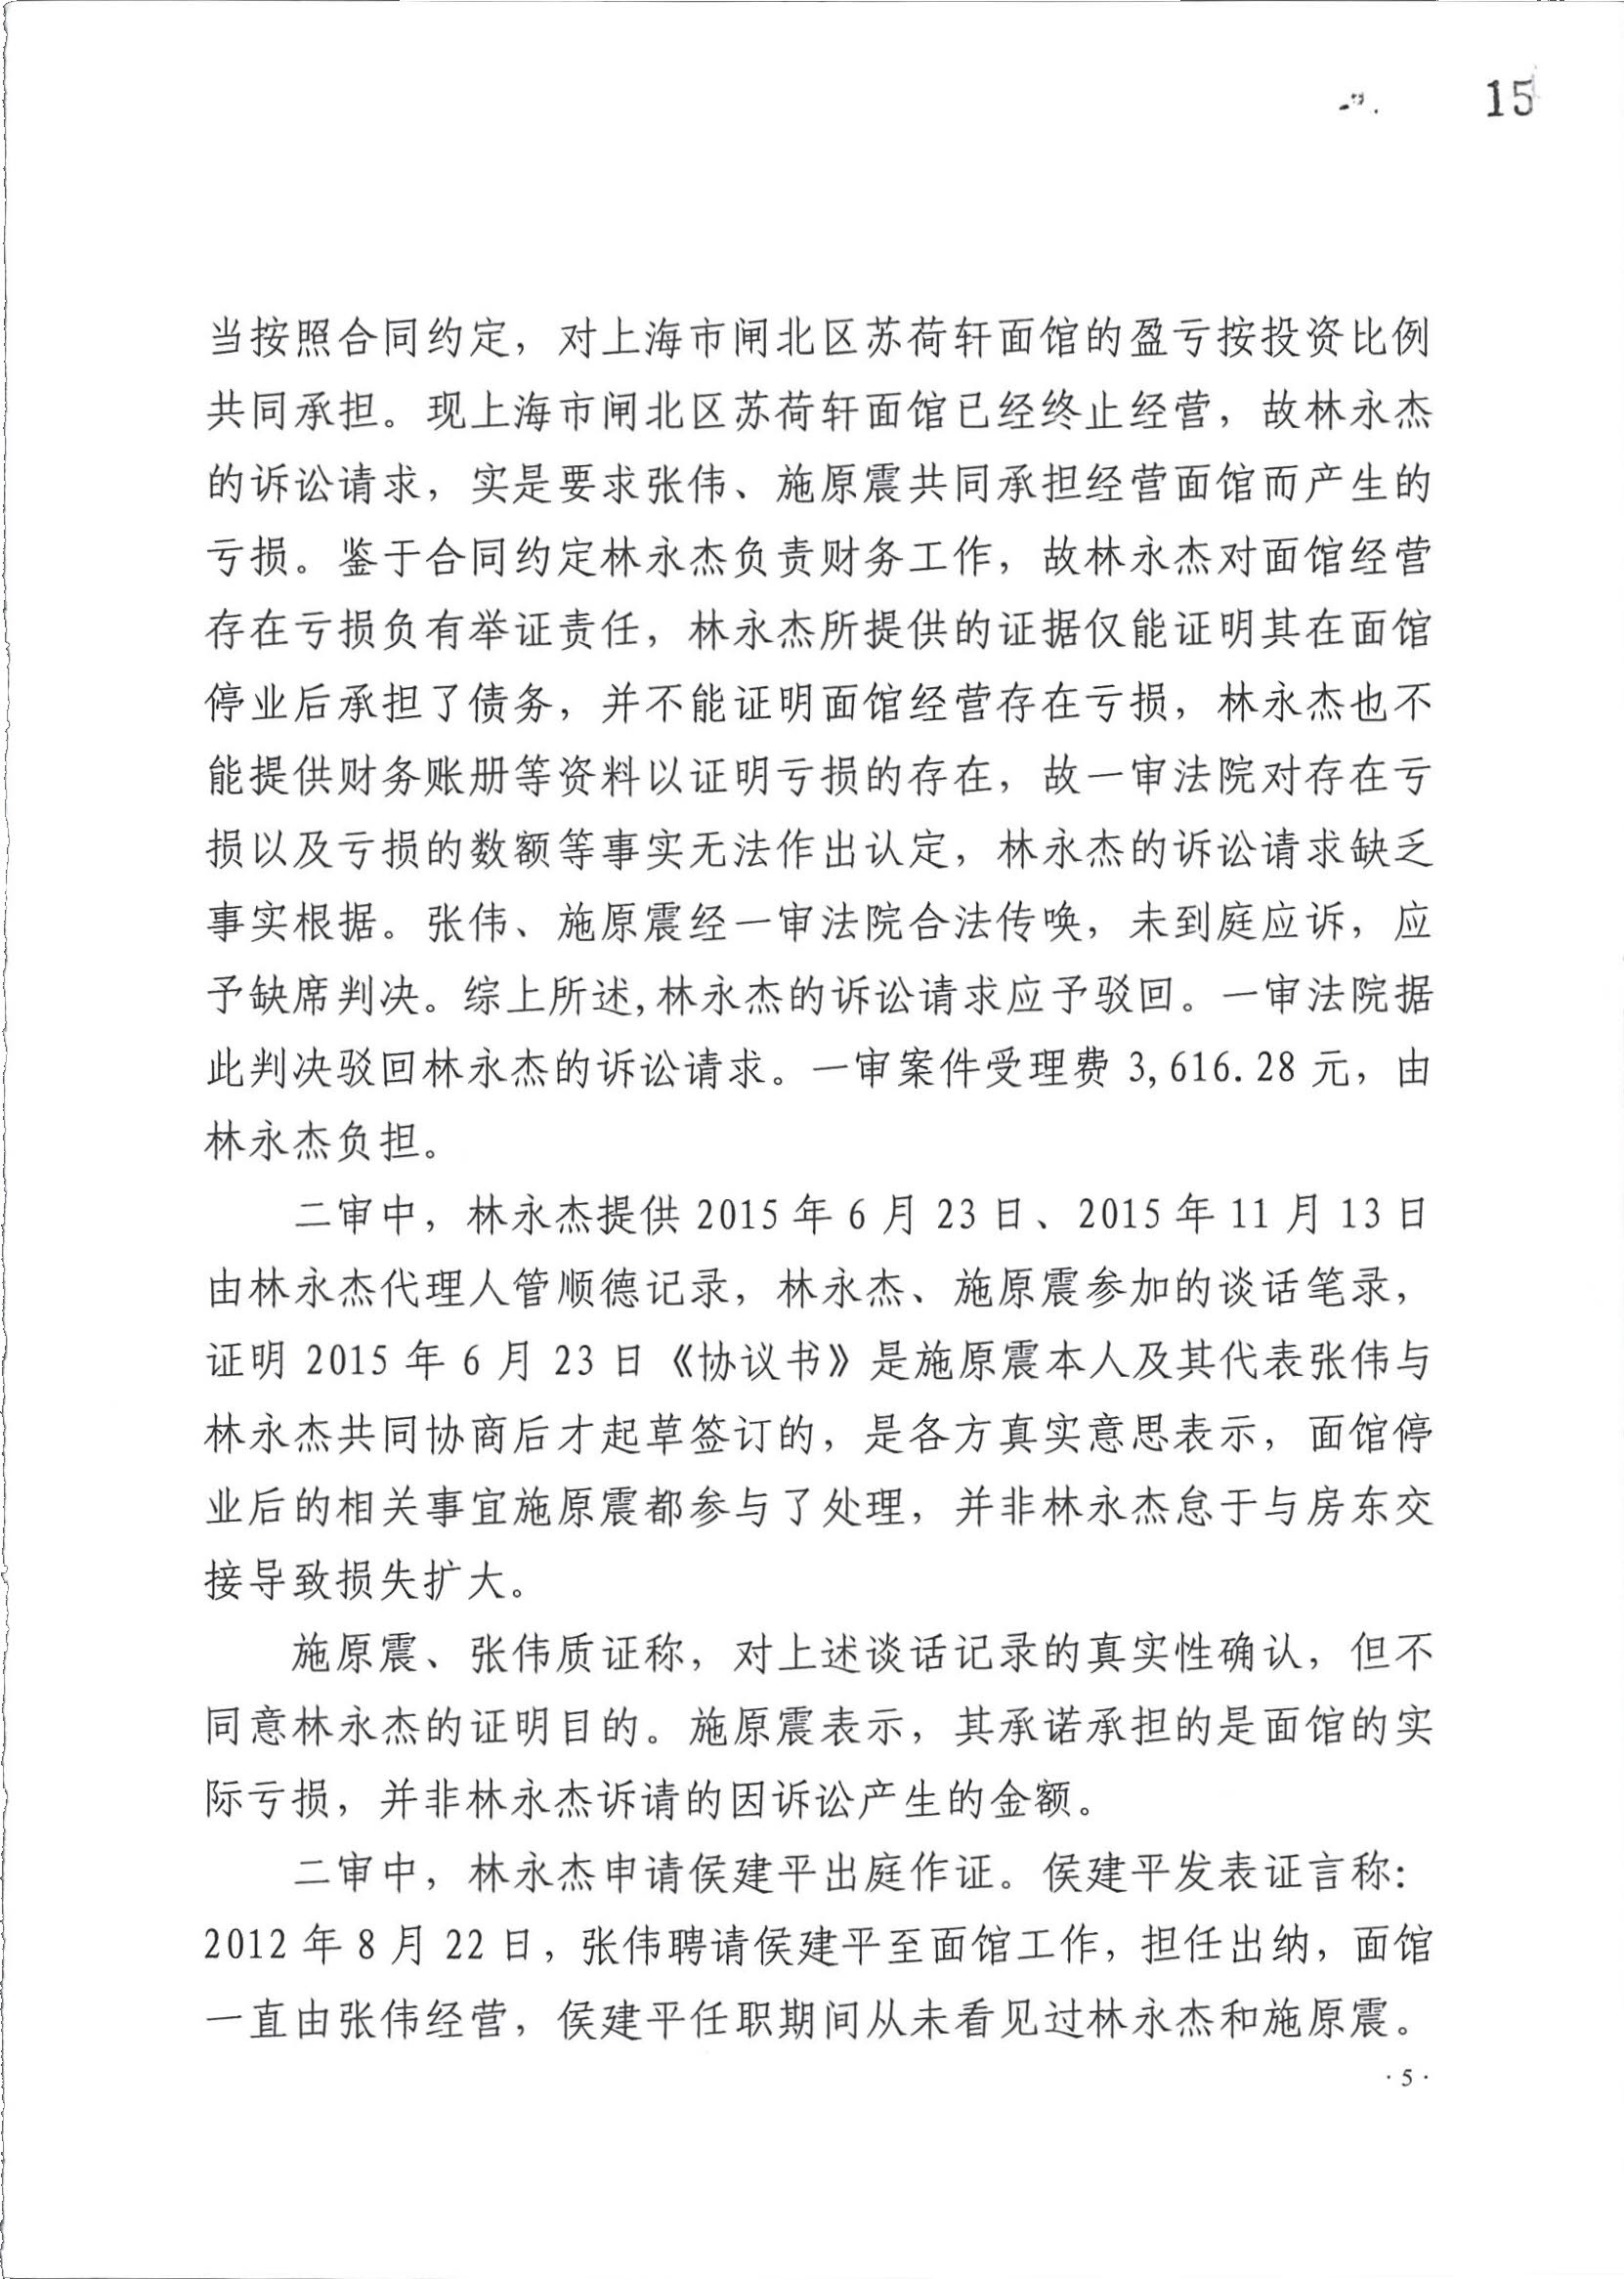 15
当按照合同约定，对上海市闸北区苏荷轩面馆的盈亏按投资比例
共同承担。现上海市闸北区苏荷轩面馆已经终止经营，故林永杰
的诉讼请求，实是要求张伟、施原震共同承担经营面馆而产生的
亏损。鉴于合同约定林永杰负责财务工作，故林永杰对面馆经营
存在亏损负有举证责任，林永杰所提供的证据仅能证明其在面馆
停业后承担了债务，并不能证明面馆经营存在亏损，林永杰也不
能提供财务账册等资料以证明亏损的存在，故一审法院对存在亏
损以及亏损的数额等事实无法作出认定，林永杰的诉讼请求缺乏
事实根据。张伟、施原震经一审法院合法传唤，未到庭应诉，应
予缺席判决。综上所述,林永杰的诉讼请求应予驳回。一审法院据
此判决驳回林永杰的诉讼请求。一审案件受理费 3,616.28 元，由
林永杰负担。
二审中，林永杰提供 2015 年 6 月 23 日、2015 年 11 月 13 日
由林永杰代理人管顺德记录，林永杰、施原震参加的谈话笔录，
证明 2015 年 6 月 23 日《协议书》是施原震本人及其代表张伟与
林永杰共同协商后才起草签订的，是各方真实意思表示，面馆停
业后的相关事宜施原震都参与了处理，并非林永杰怠于与房东交
接导致损失扩大。
施原震、张伟质证称，对上述谈话记录的真实性确认，但不
同意林永杰的证明目的。施原震表示，其承诺承担的是面馆的实
际亏损，并非林永杰诉请的因诉讼产生的金额。
二审中，林永杰申请侯建平出庭作证。侯建平发表证言称：
2012 年 8 月 22 日，张伟聘请侯建平至面馆工作，担任出纳，面馆
一直由张伟经营，侯建平任职期间从未看见过林永杰和施原震。
· 5 ·